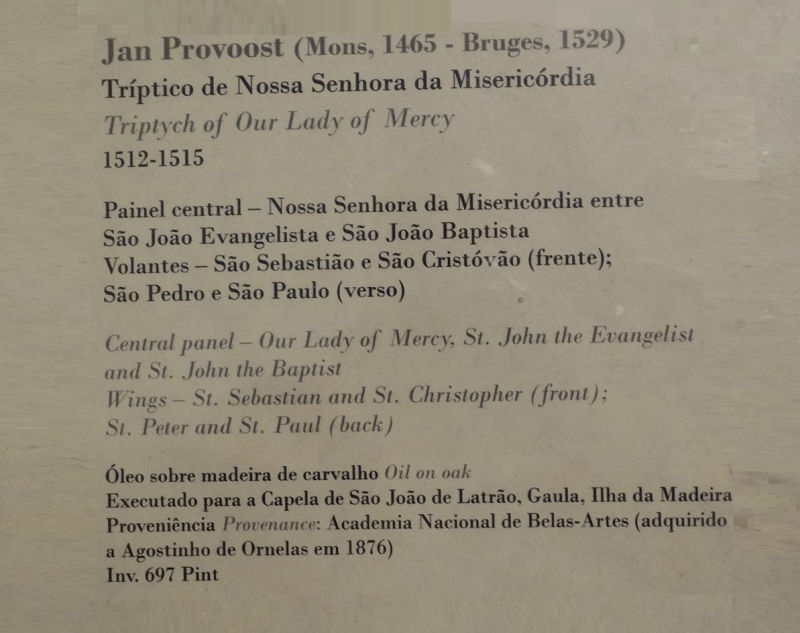 Jan Provoost (Mons, 1465 - Bruges, 1529)
Tríptico de Nossa Senhora da Misericórdia
Triptych of Our Lady of Mercy
1512-1515
Painel central – Nossa Senhora da Misericórdia entre
São João Evangelista e São João Baptista
Volantes – São Sebastião e São Cristóvão (frente);
São Pedro e São Paulo (verso)
Central panel – Our Lady of Mercy, St. John the Evangelist
and St. John the Baptist
Wings – St. Sebastian and St. Christopher (front);
St. Peter and St. Paul (back)
Óleo sobre madeira de carvalho Oil on oak
Executado para a Capela de São João de Latrão, Gaula, Ilha da Madeira
Proveniência Provenance: Academia Nacional de Belas-Artes (adquirido
a Agostinho de Ornelas em 1876)
Inv. 697 Pint